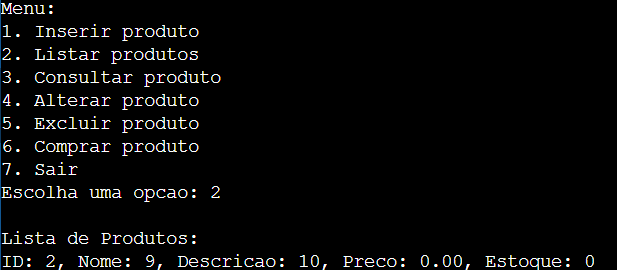 Menu:
1. Inserir produto
2. Listar produtos
3. Consultar produto
4. Alterar produto
5. Excluir produto
6. Comprar produto
7. Sair
Escolha uma opcao: 2
Lista de Produtos:
ID: 2, Nome: 9, Descricao: 10, Preco: 0.00, Estoque: 0